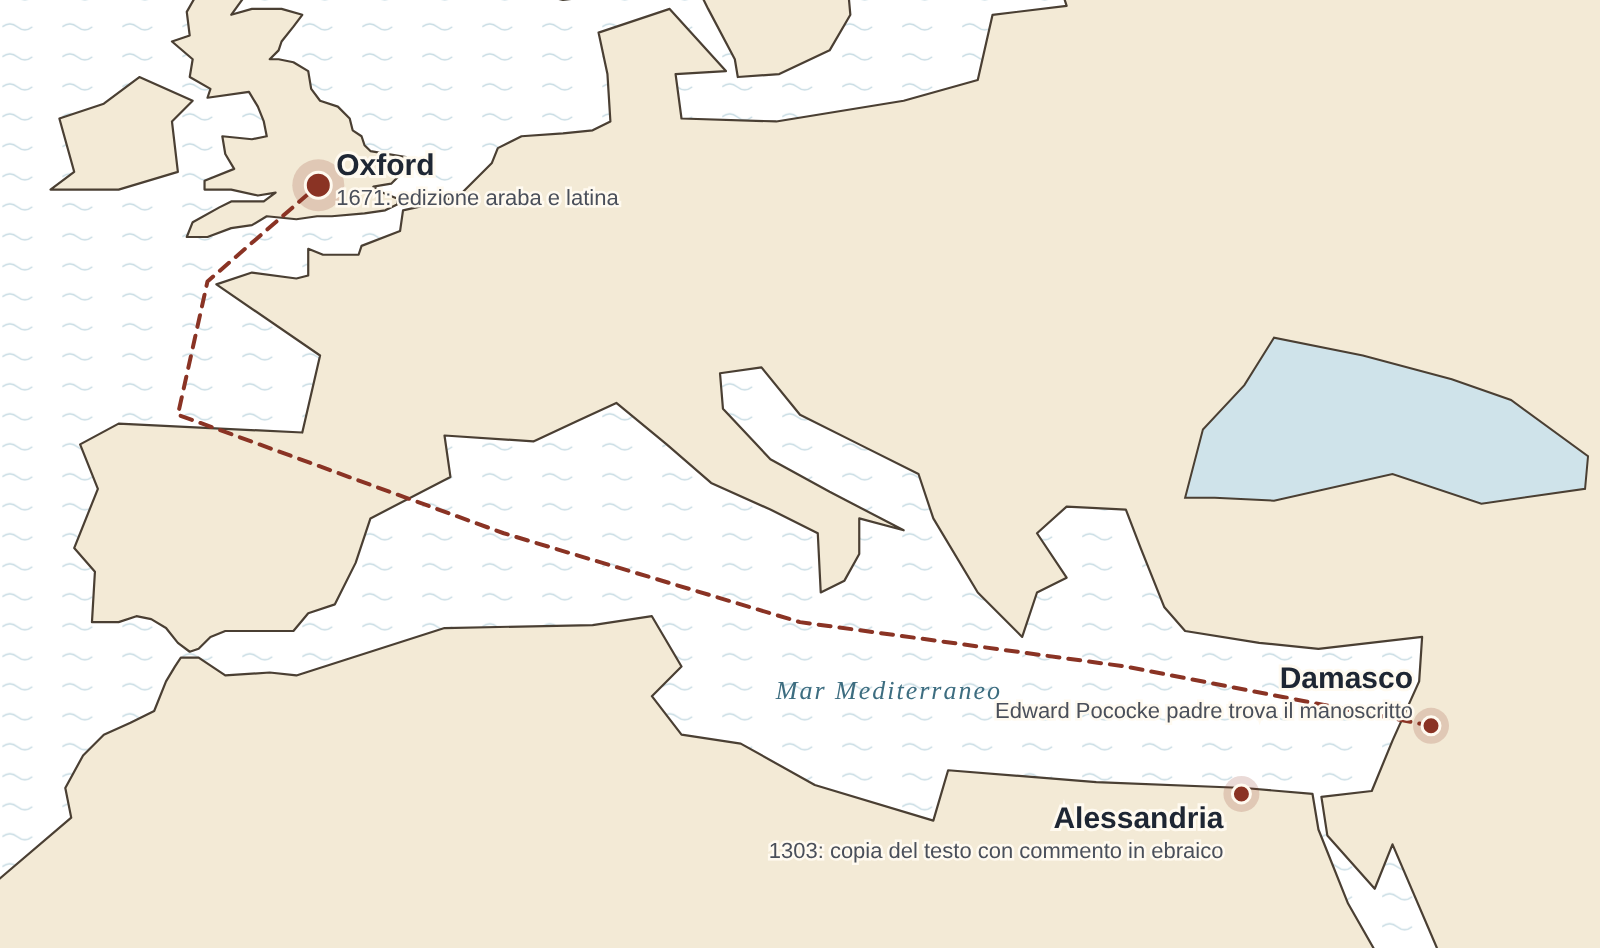 Oxford
1671: edizione araba e latina
Mar Mediterraneo
Damasco
Edward Pococke padre trova il manoscritto
Alessandria
1303: copia del testo con commento in ebraico